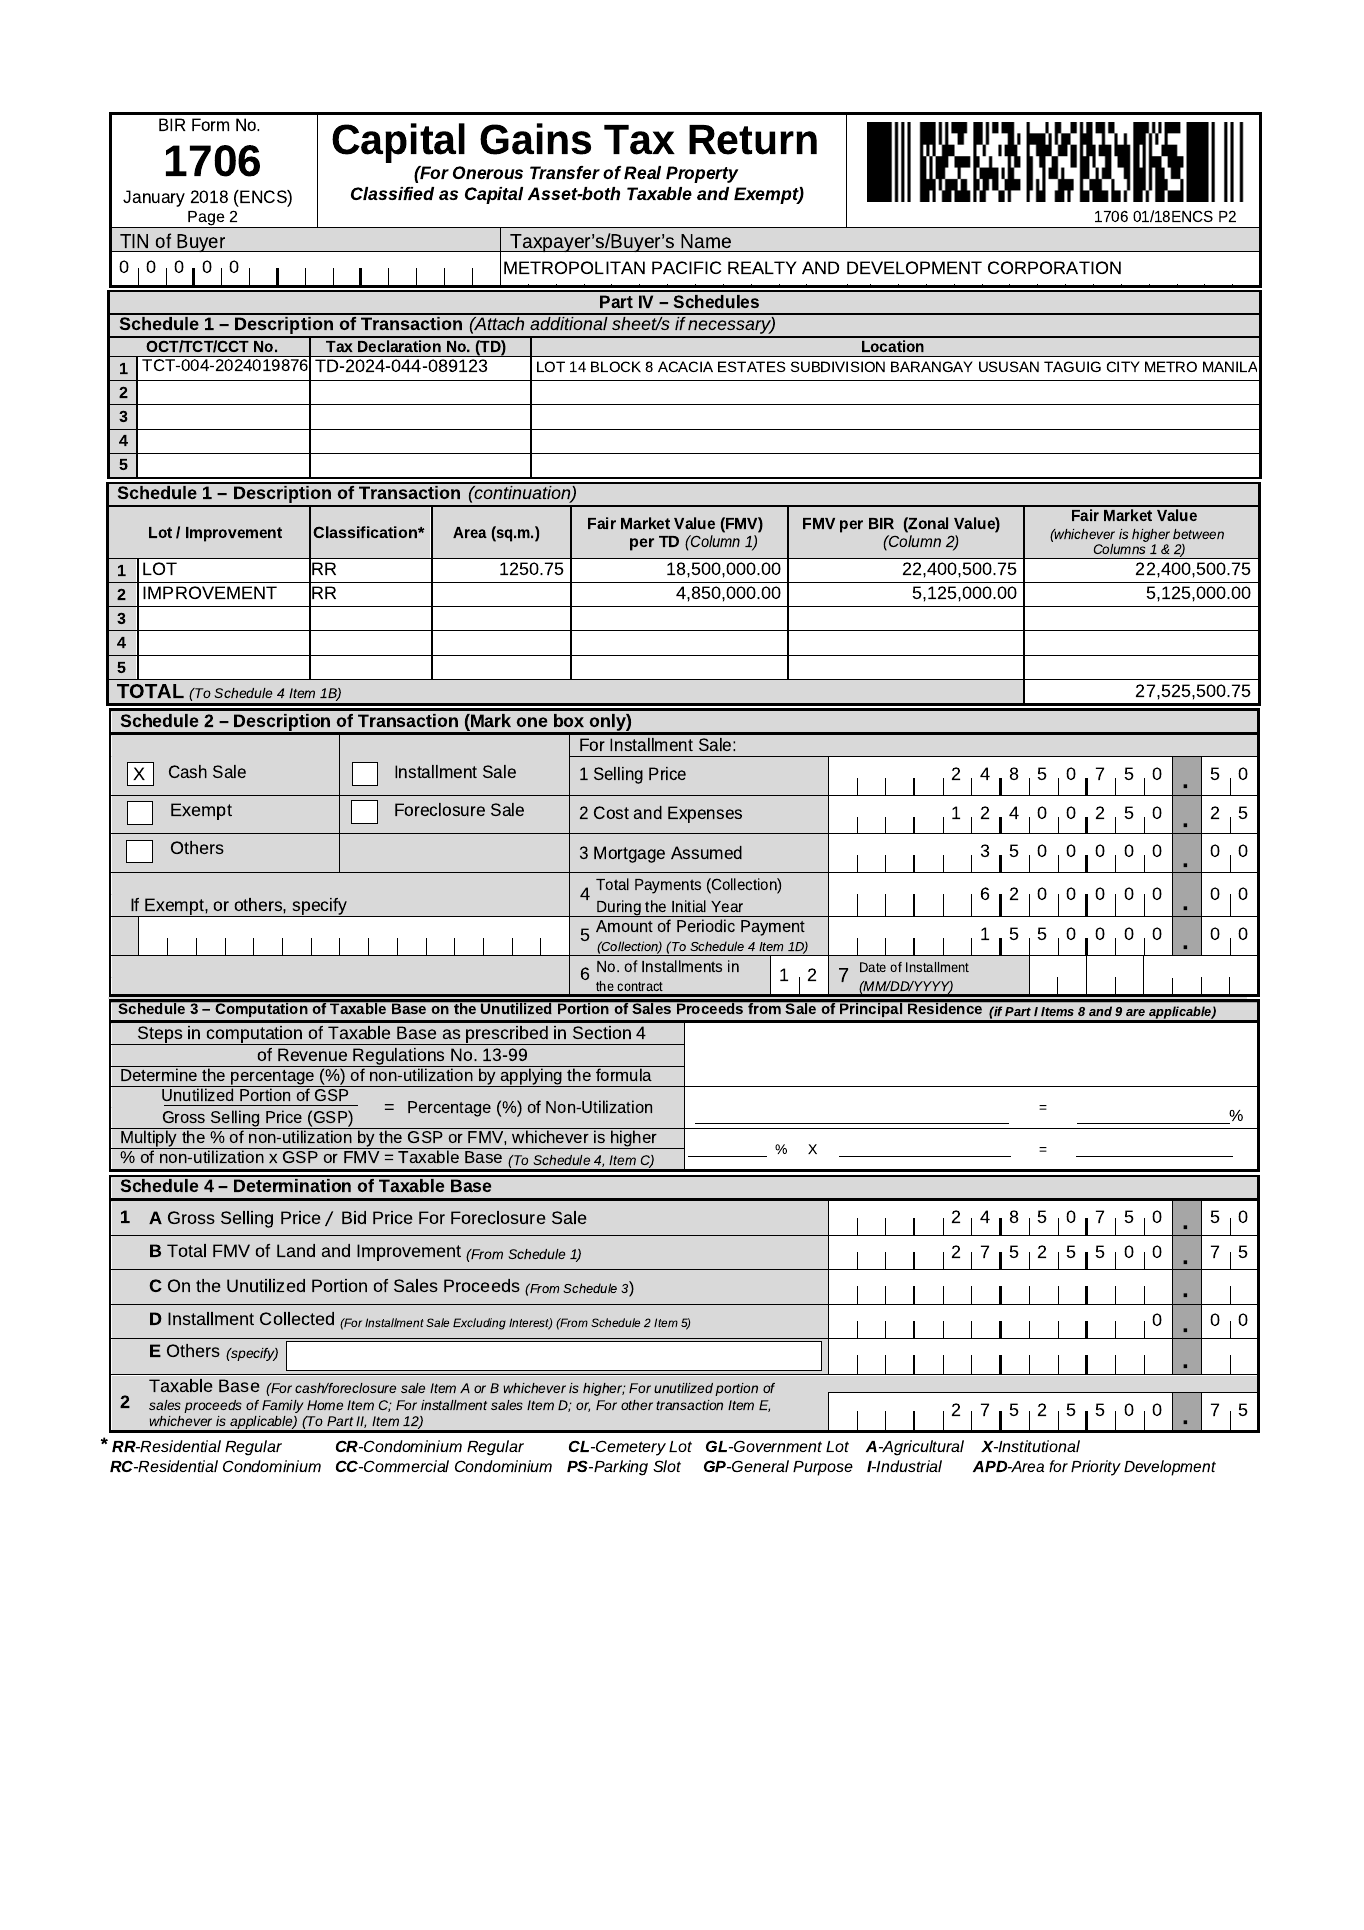 BIR Form No.
1706
January 2018 (ENCS)
Page 2
Capital Gains Tax Return
(For Onerous Transfer of Real Property
Classified as Capital Asset-both Taxable and Exempt)
1706 01/18ENCS P2
TIN of Buyer
Taxpayer's/Buyer's Name
0 0 0 0 0
METROPOLITAN PACIFIC REALTY AND DEVELOPMENT CORPORATION
Part IV – Schedules
Schedule 1 – Description of Transaction (Attach additional sheet/s if necessary)
OCT/TCT/CCT No. Tax Declaration No. (TD) Location
1 TCT-004-2024019876 TD-2024-044-089123 LOT 14 BLOCK 8 ACACIA ESTATES SUBDIVISION BARANGAY USUSAN TAGUIG CITY METRO MANILA
2
3
4
5
Schedule 1 – Description of Transaction (continuation)
Lot / Improvement Classification* Area (sq.m.) Fair Market Value (FMV) per TD (Column 1) FMV per BIR (Zonal Value) (Column 2) Fair Market Value (whichever is higher between Columns 1 & 2)
1 LOT RR 1250.75 18,500,000.00 22,400,500.75 22,400,500.75
2 IMPROVEMENT RR 4,850,000.00 5,125,000.00 5,125,000.00
3
4
5
TOTAL (To Schedule 4 Item 1B) 27,525,500.75
Schedule 2 – Description of Transaction (Mark one box only)
For Installment Sale:
X Cash Sale Installment Sale 1 Selling Price 2 4 8 5 0 7 5 0 . 5 0
Exempt Foreclosure Sale 2 Cost and Expenses 1 2 4 0 0 2 5 0 . 2 5
Others 3 Mortgage Assumed 3 5 0 0 0 0 0 . 0 0
If Exempt, or others, specify
4 Total Payments (Collection) During the Initial Year 6 2 0 0 0 0 0 . 0 0
5 Amount of Periodic Payment (Collection) (To Schedule 4 Item 1D) 1 5 5 0 0 0 0 . 0 0
6 No. of Installments in the contract 1 2 7 Date of Installment (MM/DD/YYYY)
Schedule 3 – Computation of Taxable Base on the Unutilized Portion of Sales Proceeds from Sale of Principal Residence (if Part I Items 8 and 9 are applicable)
Steps in computation of Taxable Base as prescribed in Section 4
of Revenue Regulations No. 13-99
Determine the percentage (%) of non-utilization by applying the formula
Unutilized Portion of GSP
Gross Selling Price (GSP)
= Percentage (%) of Non-Utilization = %
Multiply the % of non-utilization by the GSP or FMV, whichever is higher
% of non-utilization x GSP or FMV = Taxable Base (To Schedule 4, Item C)
% X =
Schedule 4 – Determination of Taxable Base
1 A Gross Selling Price / Bid Price For Foreclosure Sale 2 4 8 5 0 7 5 0 . 5 0
B Total FMV of Land and Improvement (From Schedule 1) 2 7 5 2 5 5 0 0 . 7 5
C On the Unutilized Portion of Sales Proceeds (From Schedule 3) .
D Installment Collected (For Installment Sale Excluding Interest) (From Schedule 2 Item 5) 0 . 0 0
E Others (specify) .
2 Taxable Base (For cash/foreclosure sale Item A or B whichever is higher; For unutilized portion of
sales proceeds of Family Home Item C; For installment sales Item D; or, For other transaction Item E,
whichever is applicable) (To Part II, Item 12) 2 7 5 2 5 5 0 0 . 7 5
* RR-Residential Regular CR-Condominium Regular CL-Cemetery Lot GL-Government Lot A-Agricultural X-Institutional
RC-Residential Condominium CC-Commercial Condominium PS-Parking Slot GP-General Purpose I-Industrial APD-Area for Priority Development